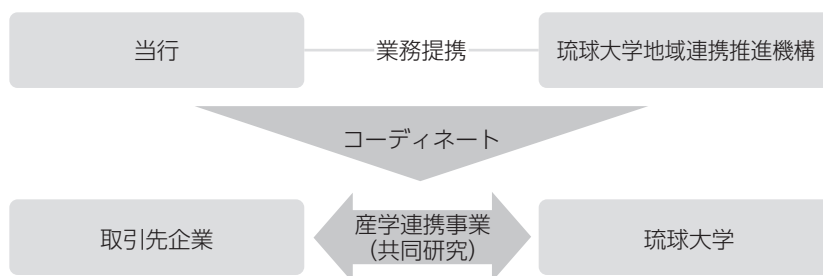 当行
業務提携
琉球大学地域連携推進機構
コーディネート
取引先企業
産学連携事業
(共同研究)
琉球大学